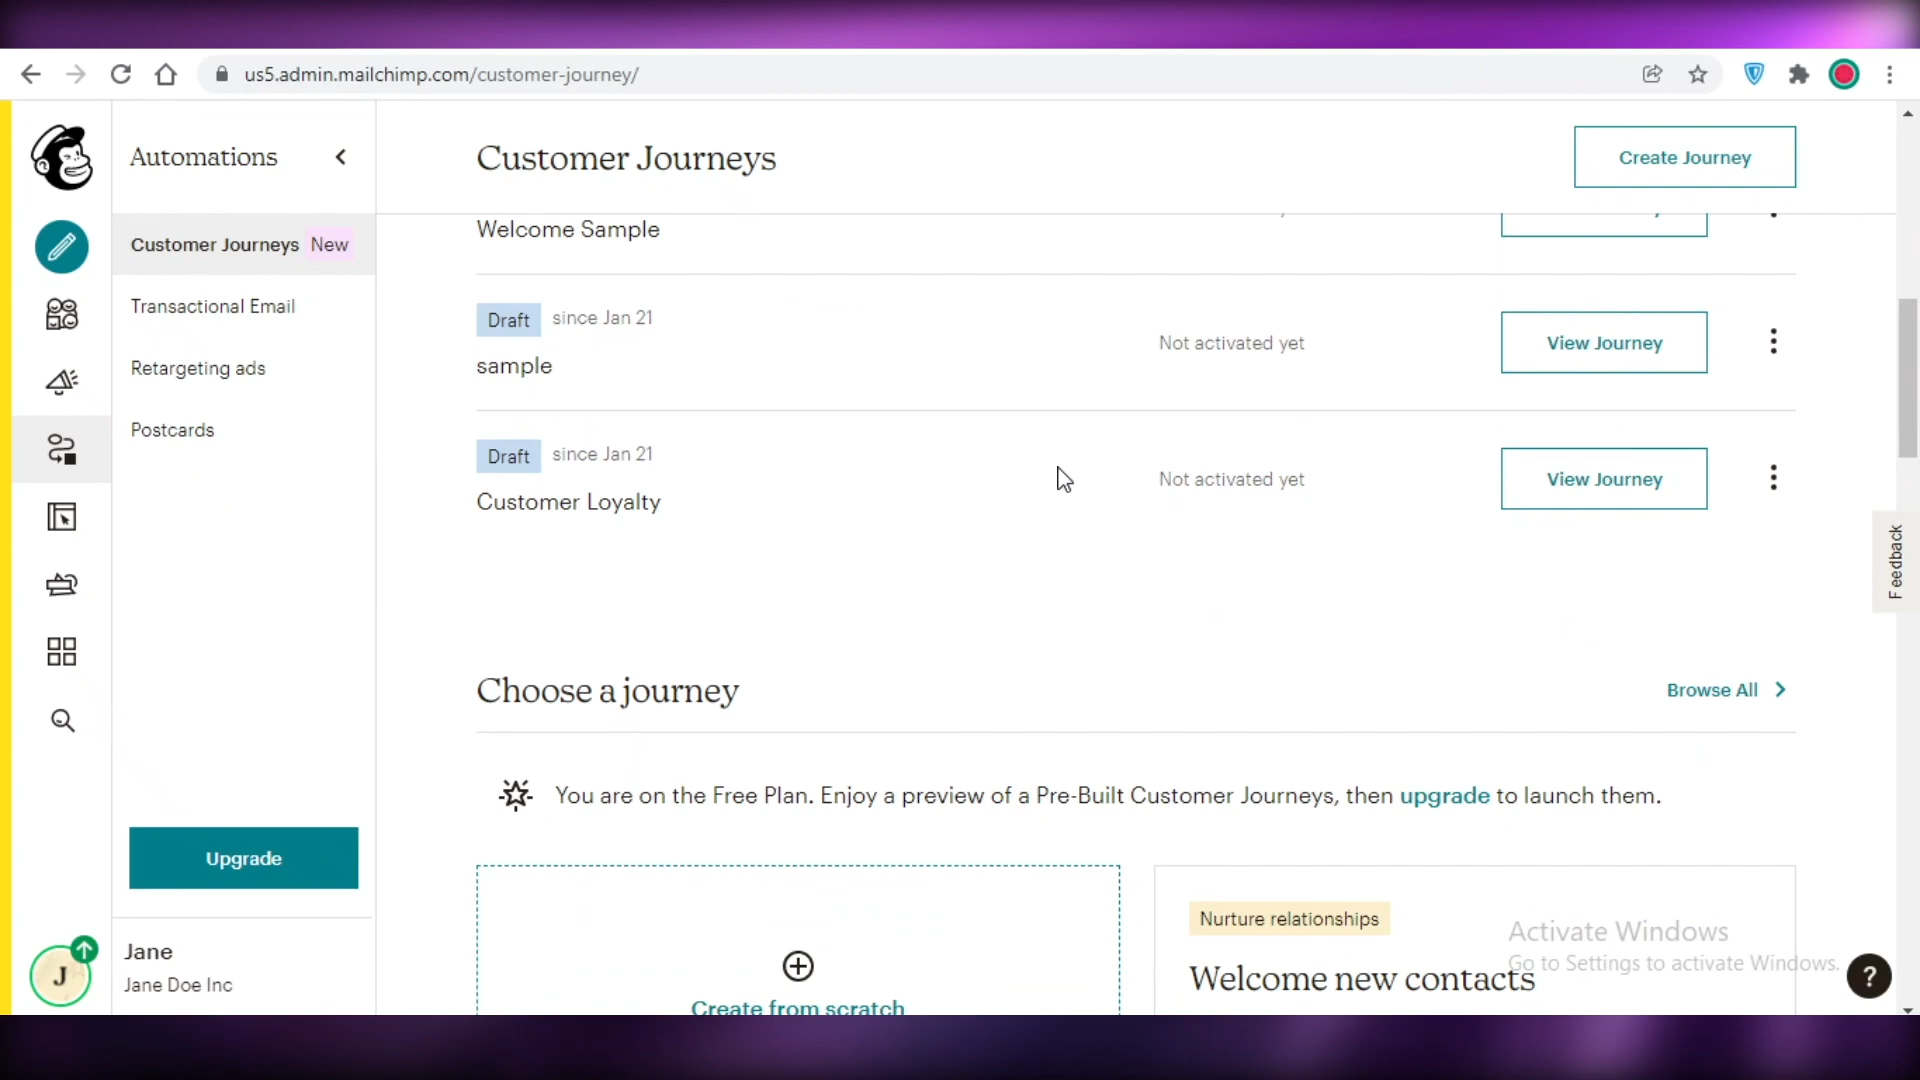 us5.admin.mailchimp.com/customer-journey/
Automations
Customer Journeys
Create Journey
Customer Journeys New
Transactional Email
Retargeting ads
Postcards
Welcome Sample
Draft since Jan 21
sample
Not activated yet
View Journey
Draft since Jan 21
Customer Loyalty
Not activated yet
View Journey
Feedback
Choose a journey
Browse All
You are on the Free Plan. Enjoy a preview of a Pre-Built Customer Journeys, then upgrade to launch them.
Upgrade
Create from scratch
Nurture relationships
Welcome new contacts
Activate Windows
Go to Settings to activate Windows.
J
Jane
Jane Doe Inc
?